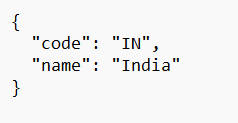 {
  "code": "IN",
  "name": "India"
}